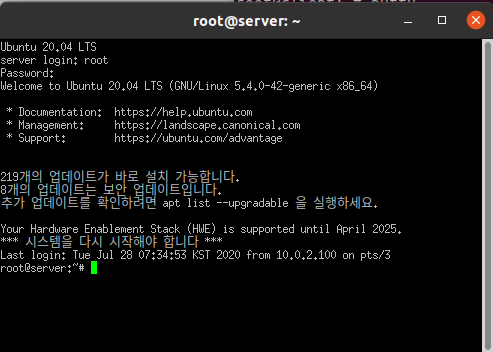 root@server: ~
Ubuntu 20.04 LTS
server login: root
Password:
Welcome to Ubuntu 20.04 LTS (GNU/Linux 5.4.0-42-generic x86_64)
* Documentation:  https://help.ubuntu.com
* Management:     https://landscape.canonical.com
* Support:        https://ubuntu.com/advantage
219개의 업데이트가 바로 설치 가능합니다.
8개의 업데이트는 보안 업데이트입니다.
추가 업데이트를 확인하려면 apt list --upgradable 을 실행하세요.
Your Hardware Enablement Stack (HWE) is supported until April 2025.
*** 시스템을 다시 시작해야 합니다 ***
Last login: Tue Jul 28 07:34:53 KST 2020 from 10.0.2.100 on pts/3
root@server:~#